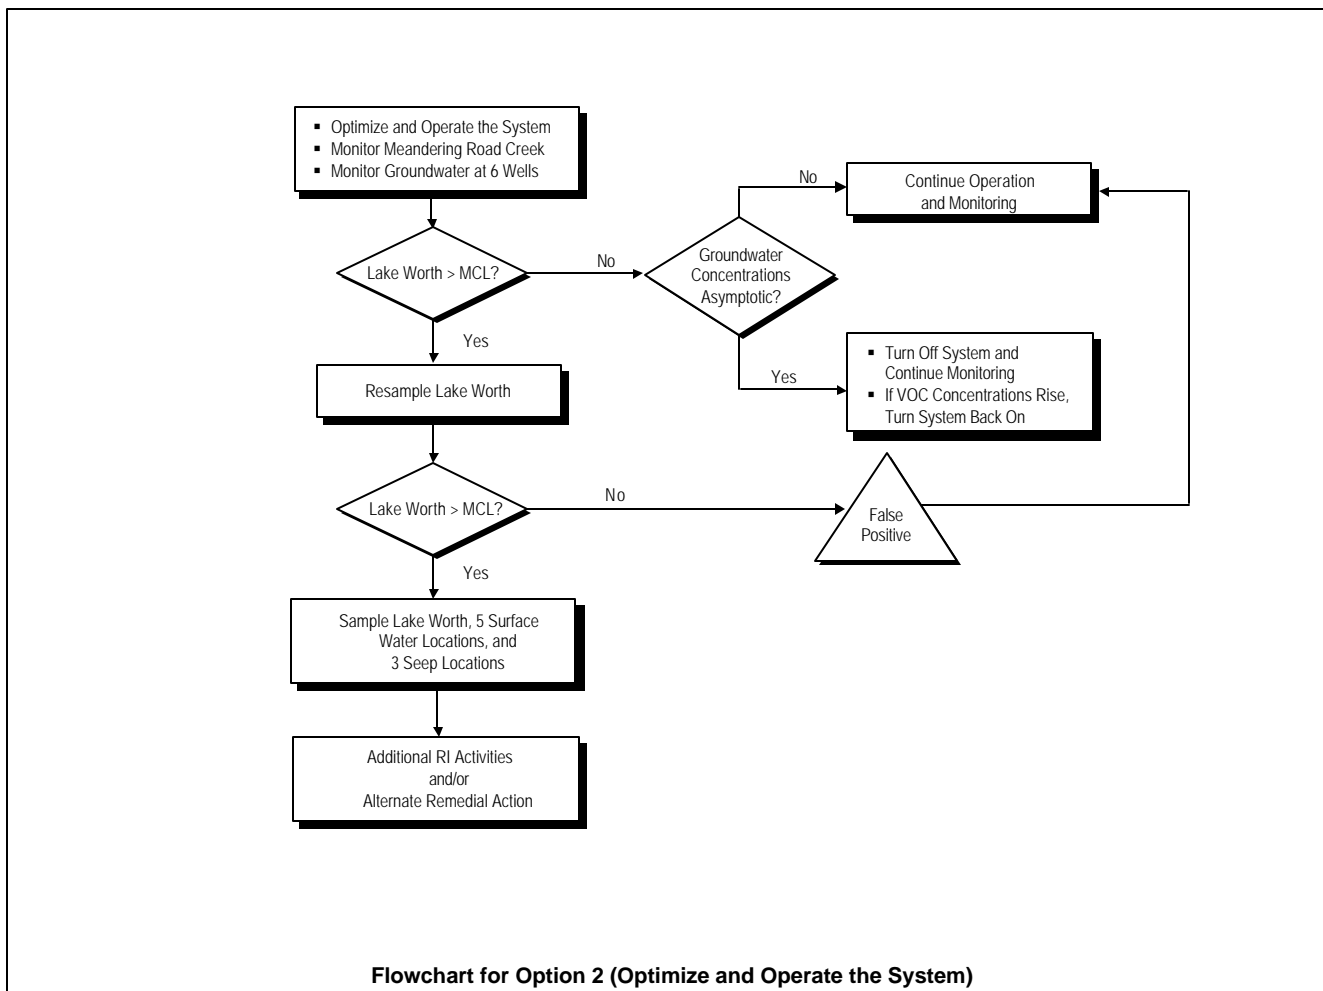 ▪ Optimize and Operate the System
▪ Monitor Meandering Road Creek
▪ Monitor Groundwater at 6 Wells
Lake Worth > MCL?
No
Groundwater
Concentrations
Asymptotic?
No
Continue Operation
and Monitoring
Yes
▪ Turn Off System and
Continue Monitoring
▪ If VOC Concentrations Rise,
Turn System Back On
Yes
Resample Lake Worth
Lake Worth > MCL?
No
False
Positive
Yes
Sample Lake Worth, 5 Surface
Water Locations, and
3 Seep Locations
Additional RI Activities
and/or
Alternate Remedial Action
Flowchart for Option 2 (Optimize and Operate the System)